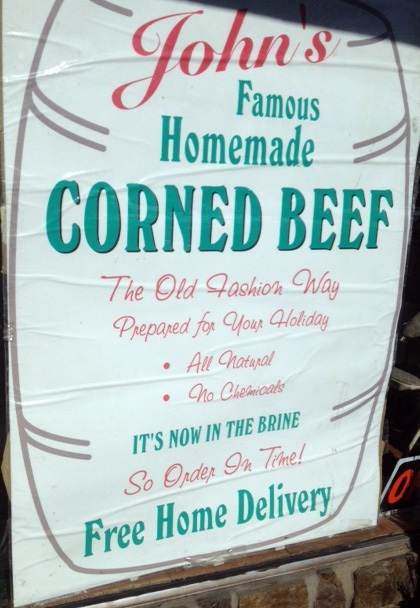 John's
Famous
Homemade
CORNED BEEF
The Old Fashion Way
Prepared for Your Holiday
• All Natural
• No Chemicals
IT'S NOW IN THE BRINE
So Order In Time!
Free Home Delivery